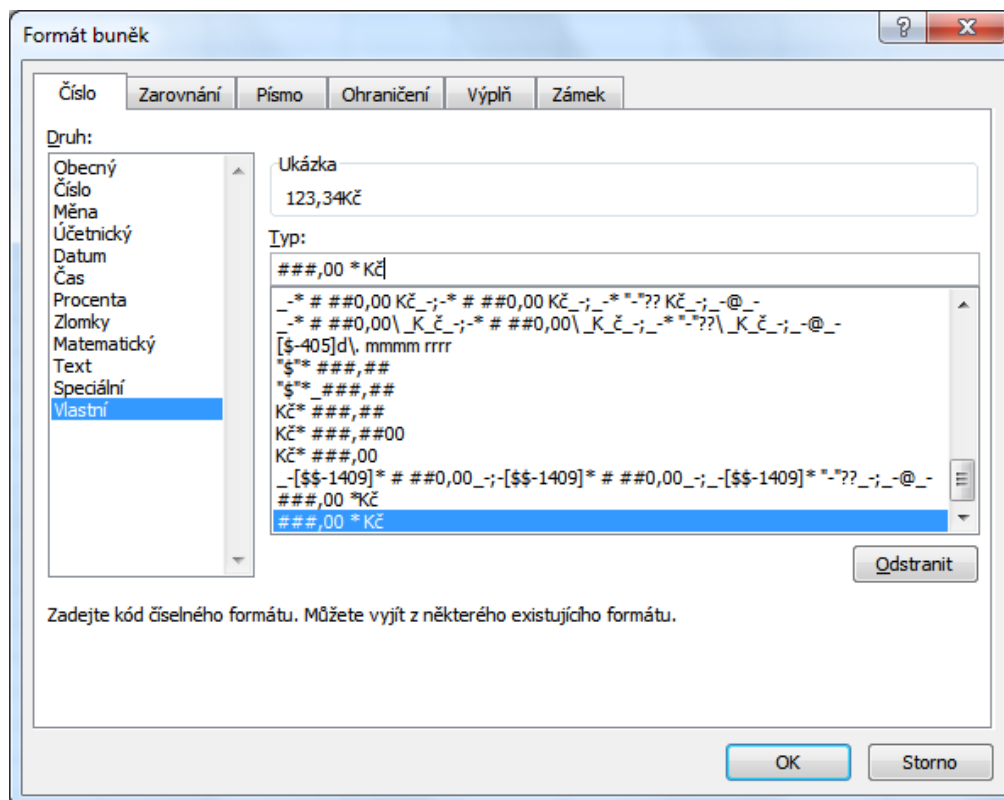 Formát buněk
Číslo Zarovnání Písmo Ohraničení Výplň Zámek
Druh:
Obecný
Číslo
Měna
Účetnický
Datum
Čas
Procenta
Zlomky
Matematický
Text
Speciální
Vlastní
Ukázka
123,34Kč
Typ:
###,00 * Kč
_-* # ##0,00 Kč_-;-* # ##0,00 Kč_-;_-* "-"?? Kč_-;_-@_-
_-* # ##0,00\ _K_č_-;-* # ##0,00\ _K_č_-;_-* "-"??\ _K_č_-;_-@_-
[$-405]d\. mmmm rrrr
"$"* ###,##
"$"*_###,##
Kč* ###,##
Kč* ###,##00
Kč* ###,00
_-[$$-1409]* # ##0,00_-;-[$$-1409]* # ##0,00_-;_-[$$-1409]* "-"??_-;_-@_-
###,00 *Kč
###,00 * Kč
Odstranit
Zadejte kód číselného formátu. Můžete vyjít z některého existujícího formátu.
OK Storno